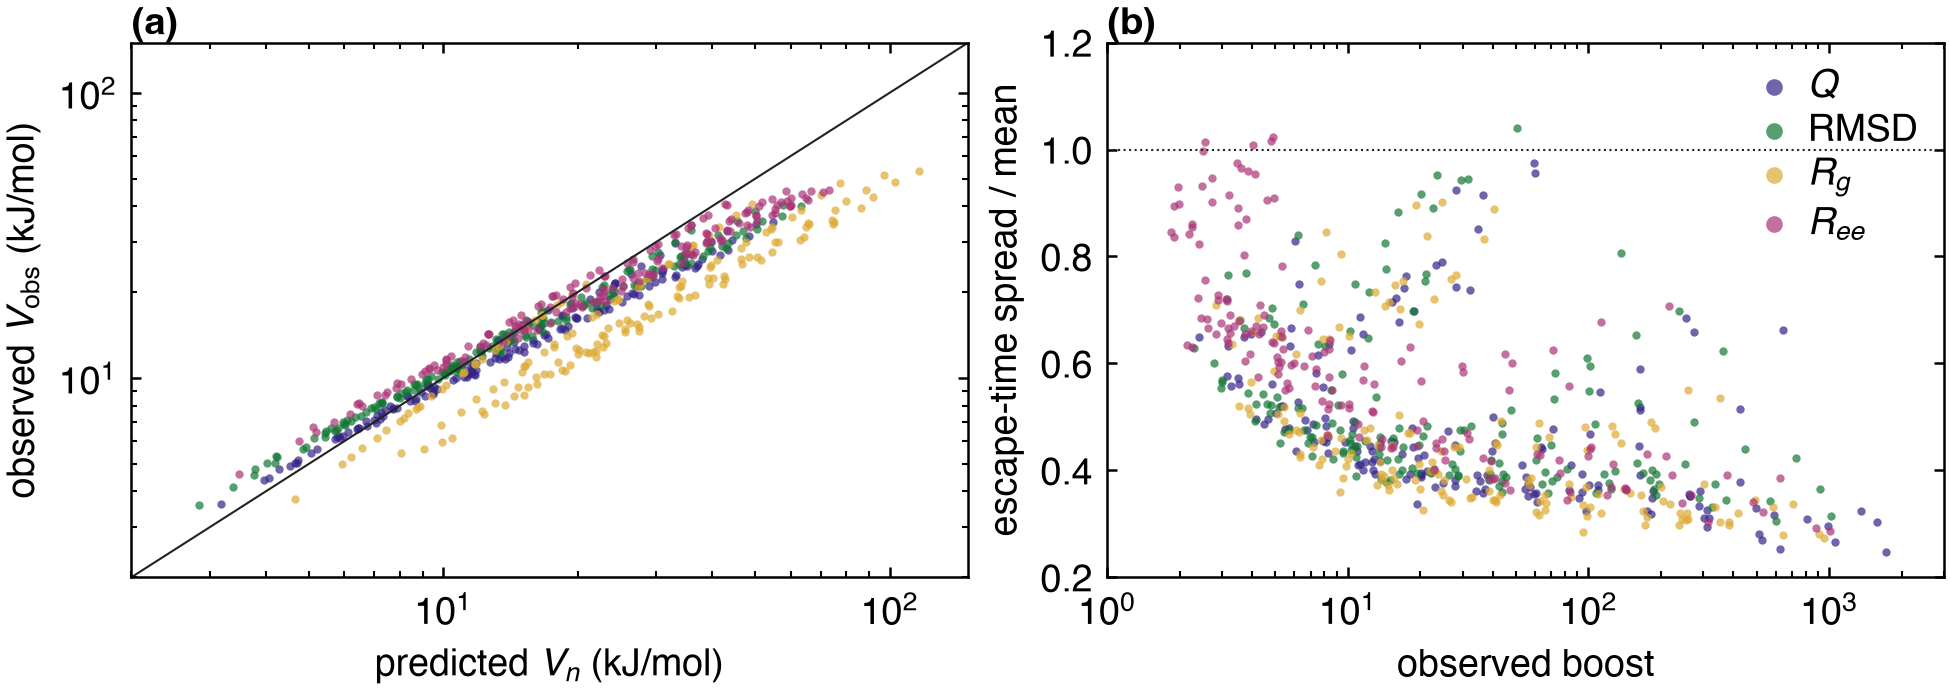 (a)
10²
10¹
observed V_obs (kJ/mol)
10¹ 10²
predicted V_n (kJ/mol)
(b)
1.2
1.0
0.8
0.6
0.4
0.2
escape-time spread / mean
Q
RMSD
R_g
R_ee
10⁰ 10¹ 10² 10³
observed boost